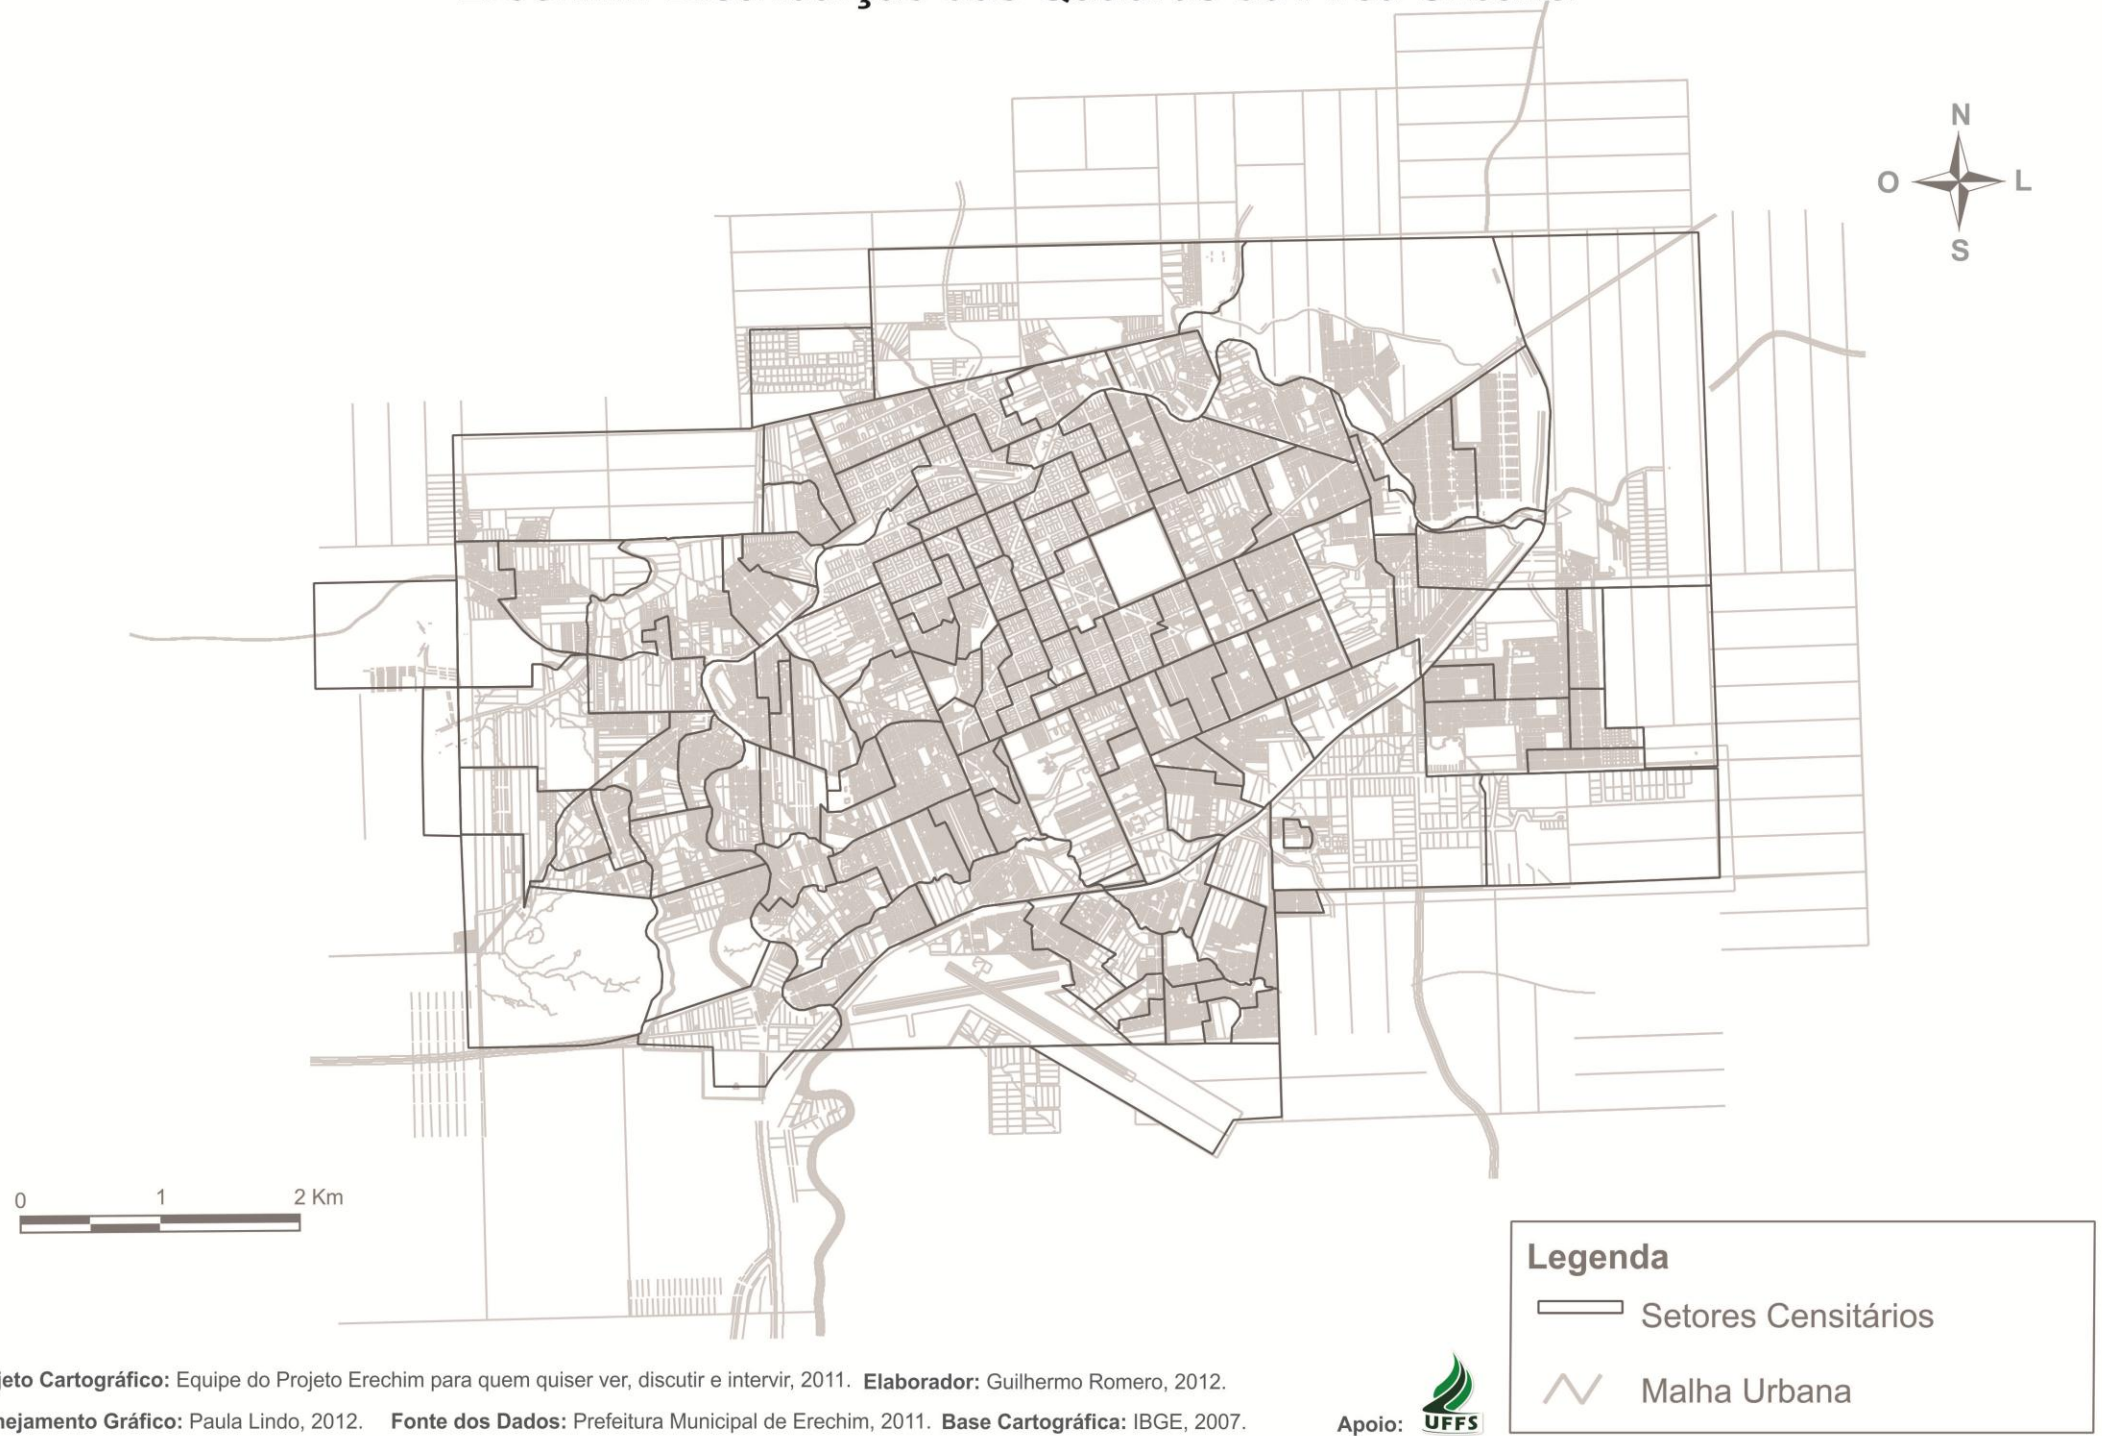 N
O L
S
0 1 2 Km
Legenda
Setores Censitários
Malha Urbana
jeto Cartográfico: Equipe do Projeto Erechim para quem quiser ver, discutir e intervir, 2011. Elaborador: Guilhermo Romero, 2012.
nejamento Gráfico: Paula Lindo, 2012. Fonte dos Dados: Prefeitura Municipal de Erechim, 2011. Base Cartográfica: IBGE, 2007.
Apoio: UFFS